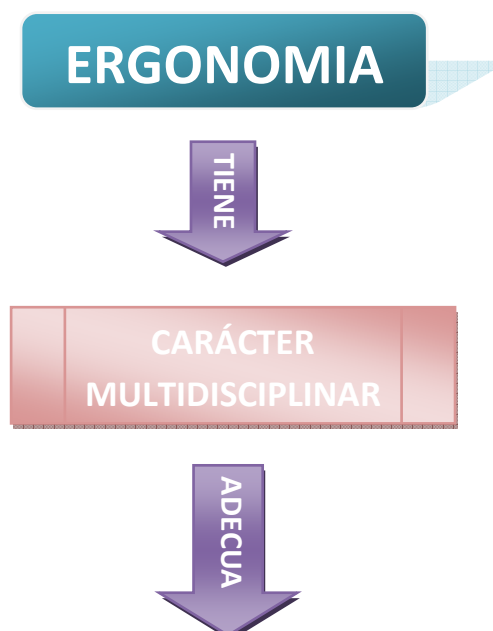 ERGONOMIA
TIENE
CARÁCTER
MULTIDISCIPLINAR
ADECUA